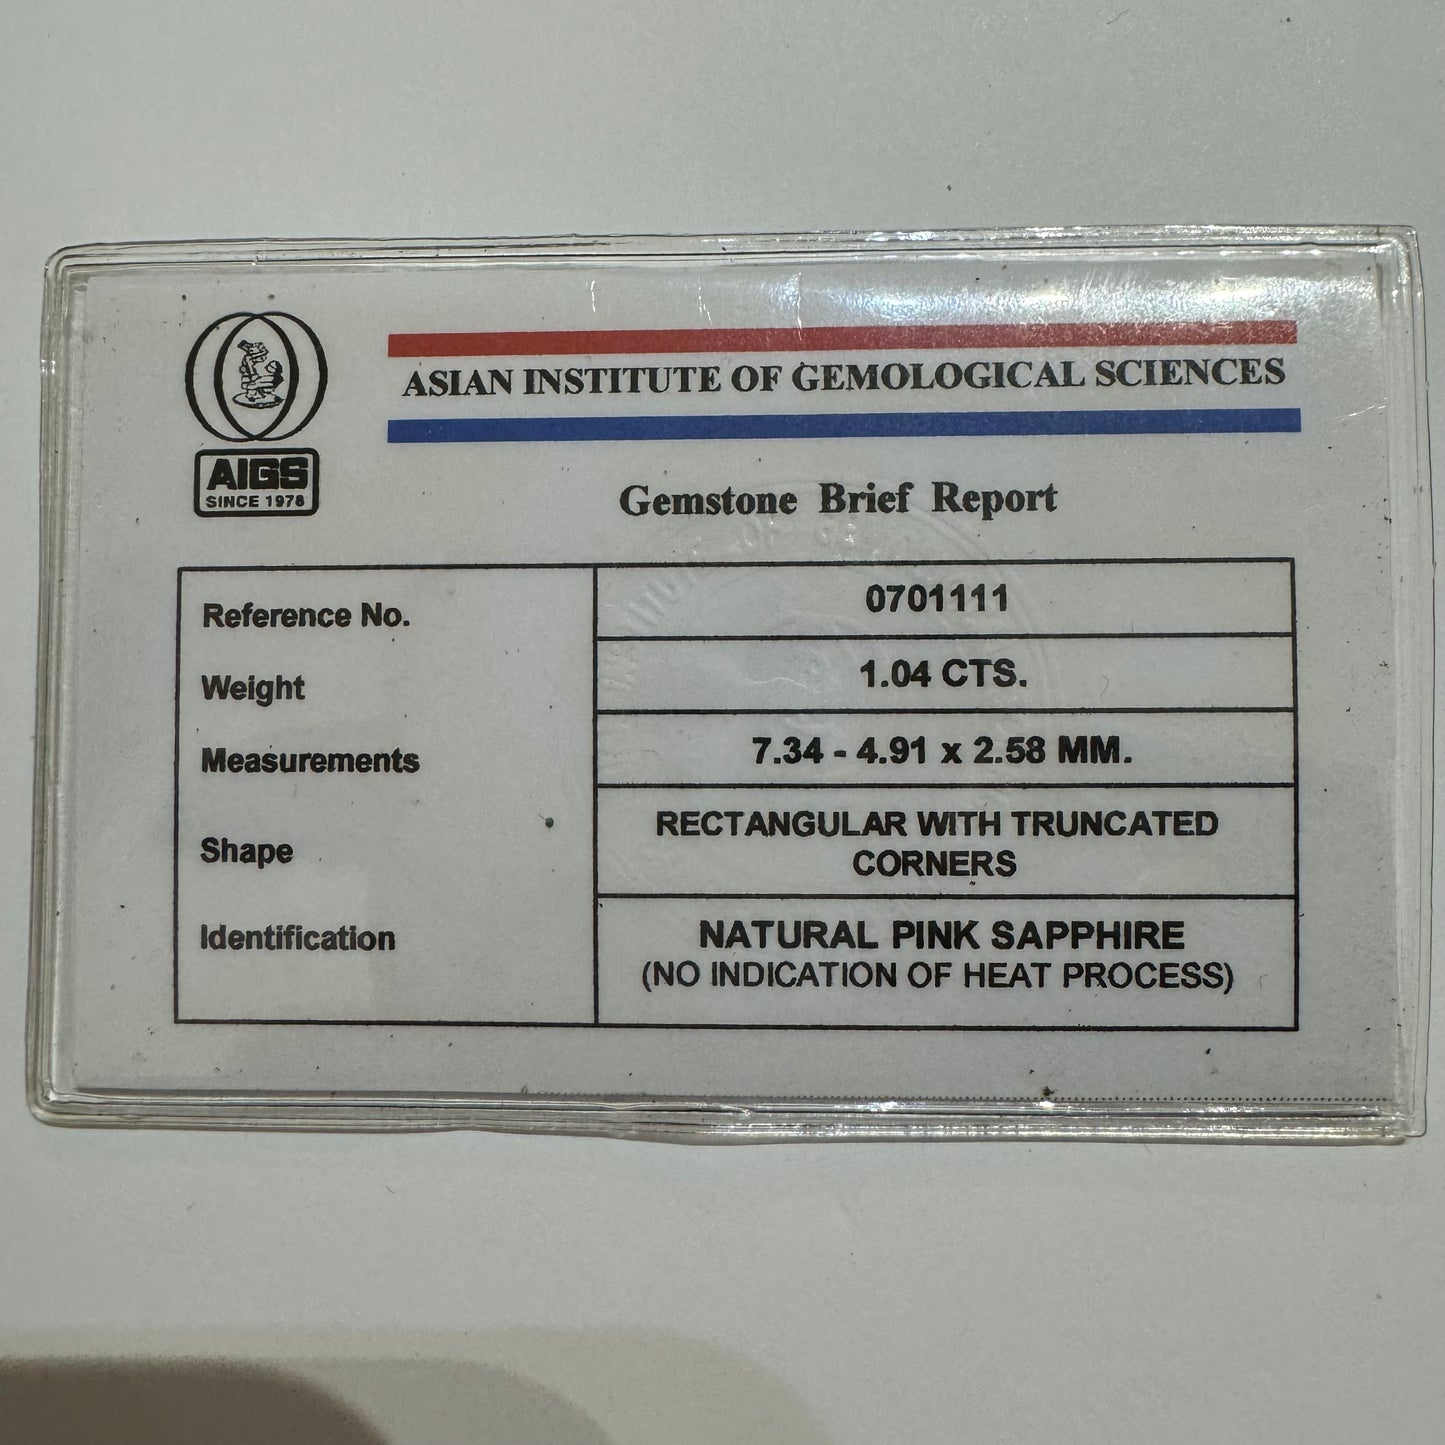 ASIAN INSTITUTE OF GEMOLOGICAL SCIENCES
AIGS
SINCE 1978
Gemstone Brief Report
Reference No. 0701111
Weight 1.04 CTS.
Measurements 7.34 - 4.91 x 2.58 MM.
Shape RECTANGULAR WITH TRUNCATED
CORNERS
Identification NATURAL PINK SAPPHIRE
(NO INDICATION OF HEAT PROCESS)